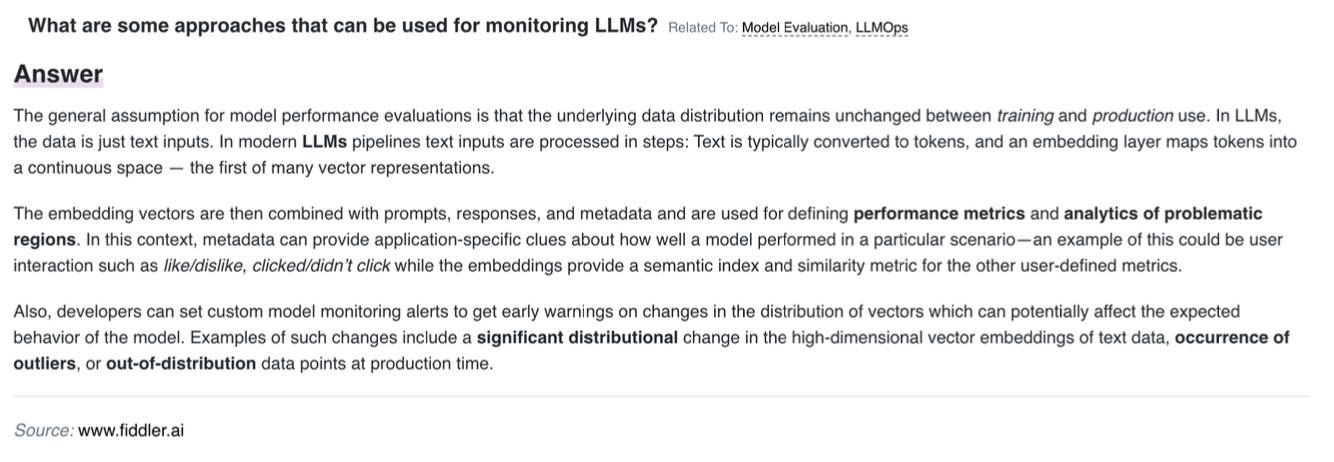 What are some approaches that can be used for monitoring LLMs? Related To: Model Evaluation, LLMOps
Answer
The general assumption for model performance evaluations is that the underlying data distribution remains unchanged between training and production use. In LLMs,
the data is just text inputs. In modern LLMs pipelines text inputs are processed in steps: Text is typically converted to tokens, and an embedding layer maps tokens into
a continuous space — the first of many vector representations.
The embedding vectors are then combined with prompts, responses, and metadata and are used for defining performance metrics and analytics of problematic
regions. In this context, metadata can provide application-specific clues about how well a model performed in a particular scenario—an example of this could be user
interaction such as like/dislike, clicked/didn't click while the embeddings provide a semantic index and similarity metric for the other user-defined metrics.
Also, developers can set custom model monitoring alerts to get early warnings on changes in the distribution of vectors which can potentially affect the expected
behavior of the model. Examples of such changes include a significant distributional change in the high-dimensional vector embeddings of text data, occurrence of
outliers, or out-of-distribution data points at production time.
Source: www.fiddler.ai